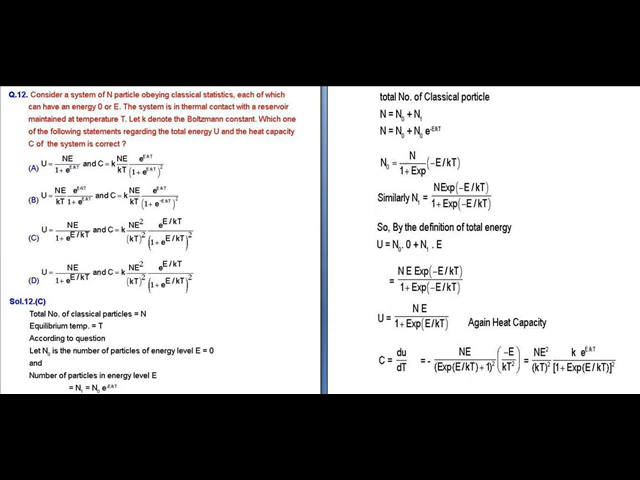 Q.12. Consider a system of N particle obeying classical statistics, each of which
can have an energy 0 or E. The system is in thermal contact with a reservoir
maintained at temperature T. Let k denote the Boltzmann constant. Which one
of the following statements regarding the total energy U and the heat capacity
C of the system is correct ?
(A) U = NE / (1 + e^{E/kT}) and C = k (NE / kT) e^{E/kT} / (1 + e^{E/kT})^2
(B) U = (NE / kT) e^{E/kT} / (1 + e^{E/kT}) and C = k (NE / kT) e^{E/kT} / (1 + e^{-E/kT})^2
(C) U = NE / (1 + e^{E/kT}) and C = k (NE^2 / (kT)^2) e^{E/kT} / (1 + e^{E/kT})^2
(D) U = NE / (1 + e^{E/kT}) and C = k (NE^2 / (kT)^2) e^{E/kT} / (1 + e^{E/kT})^2
Sol.12.(C)
Total No. of classical particles = N
Equilibrium temp. = T
According to question
Let N₀ is the number of particles of energy level E = 0
and
Number of particles in energy level E
= N₁ = N₀ e^{-E/kT}
total No. of Classical porticle
N = N₀ + N₁
N = N₀ + N₀ e^{-E/kT}
N₀ = N / (1 + Exp) (−E / kT)
Similarly N₁ = NExp(−E / kT) / (1 + Exp(−E / kT))
So, By the definition of total energy
U = N₀. 0 + N₁ . E
= N E Exp(−E / kT) / (1 + Exp(−E / kT))
U = N E / (1 + Exp(E / kT)) Again Heat Capacity
C = du / dT = - NE / (Exp(E / kT) + 1)^2 (−E / kT^2) = NE^2 / (kT)^2 k e^{E/kT} / [1 + Exp(E / kT)]^2